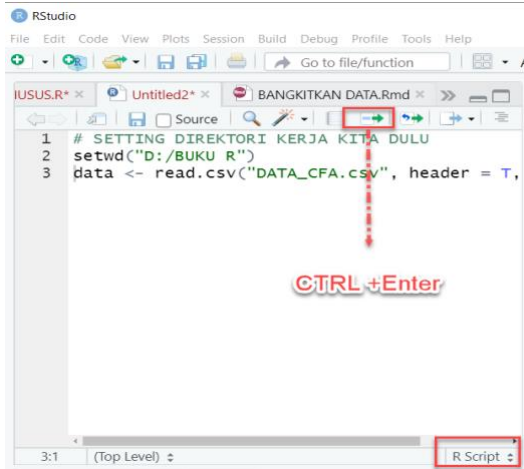 RStudio
File Edit Code View Plots Session Build Debug Profile Tools Help
Go to file/function
IUSUS.R* Untitled2* BANGKITKAN DATA.Rmd
Source
1 # SETTING DIREKTORI KERJA KITA DULU
2 setwd("D:/BUKU R")
3 data <- read.csv("DATA_CFA.csv", header = T,
CTRL +Enter
3:1 (Top Level) R Script